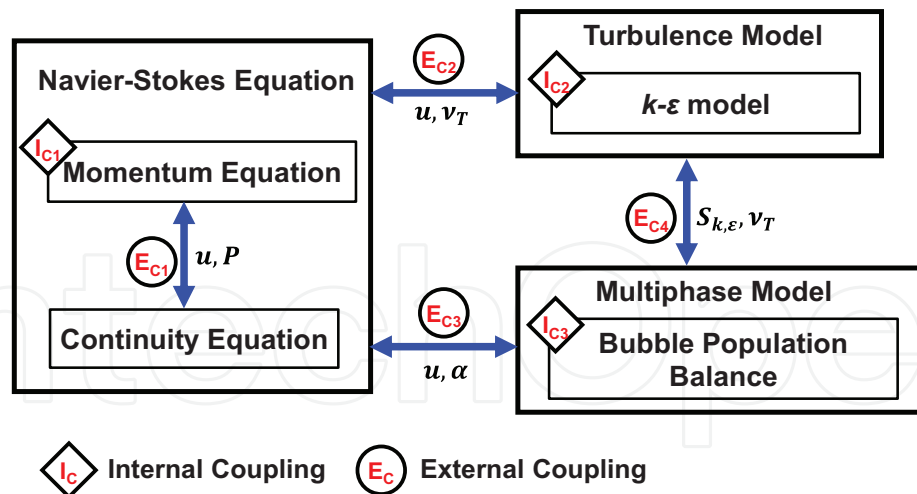 Navier-Stokes Equation
I_C1
Momentum Equation
E_C1
u, P
Continuity Equation
E_C2
u, ν_T
Turbulence Model
I_C2
k-ε model
E_C4
S_k,ε, ν_T
E_C3
u, α
Multiphase Model
I_C3
Bubble Population
Balance
I_C Internal Coupling
E_C External Coupling